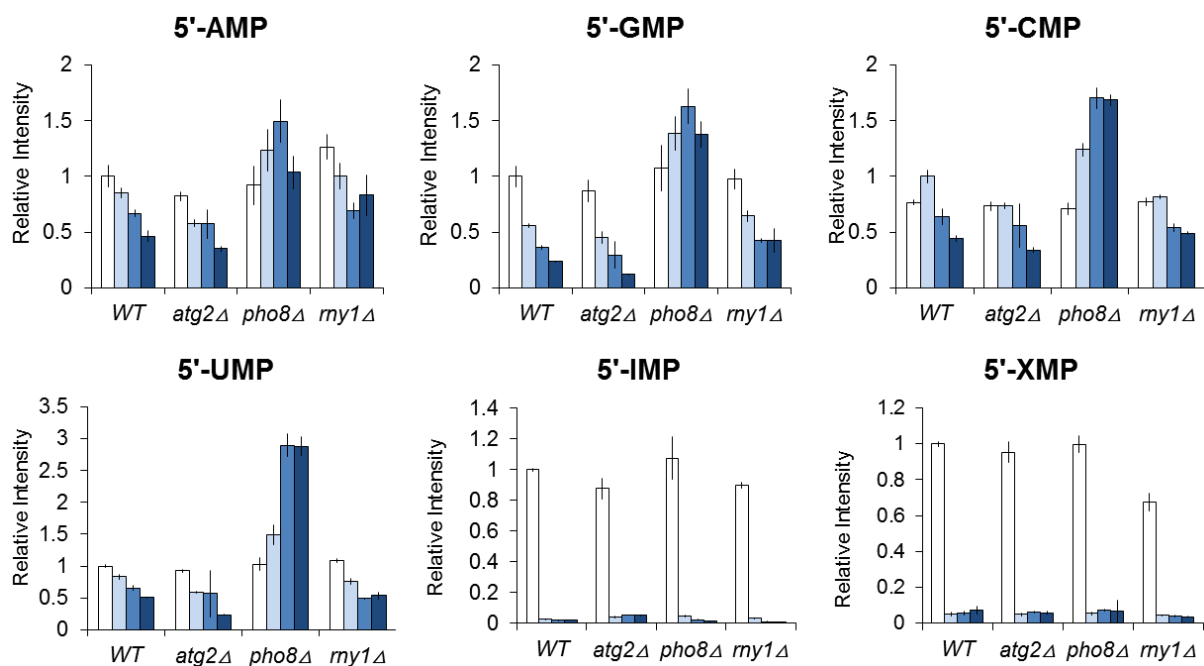 5'-AMP
Relative Intensity
2
1.5
1
0.5
0
WT atg2Δ pho8Δ rny1Δ
5'-GMP
Relative Intensity
2
1.5
1
0.5
0
WT atg2Δ pho8Δ rny1Δ
5'-CMP
Relative Intensity
2
1.5
1
0.5
0
WT atg2Δ pho8Δ rny1Δ
5'-UMP
Relative Intensity
3.5
3
2.5
2
1.5
1
0.5
0
WT atg2Δ pho8Δ rny1Δ
5'-IMP
Relative Intensity
1.4
1.2
1
0.8
0.6
0.4
0.2
0
WT atg2Δ pho8Δ rny1Δ
5'-XMP
Relative Intensity
1.2
1
0.8
0.6
0.4
0.2
0
WT atg2Δ pho8Δ rny1Δ